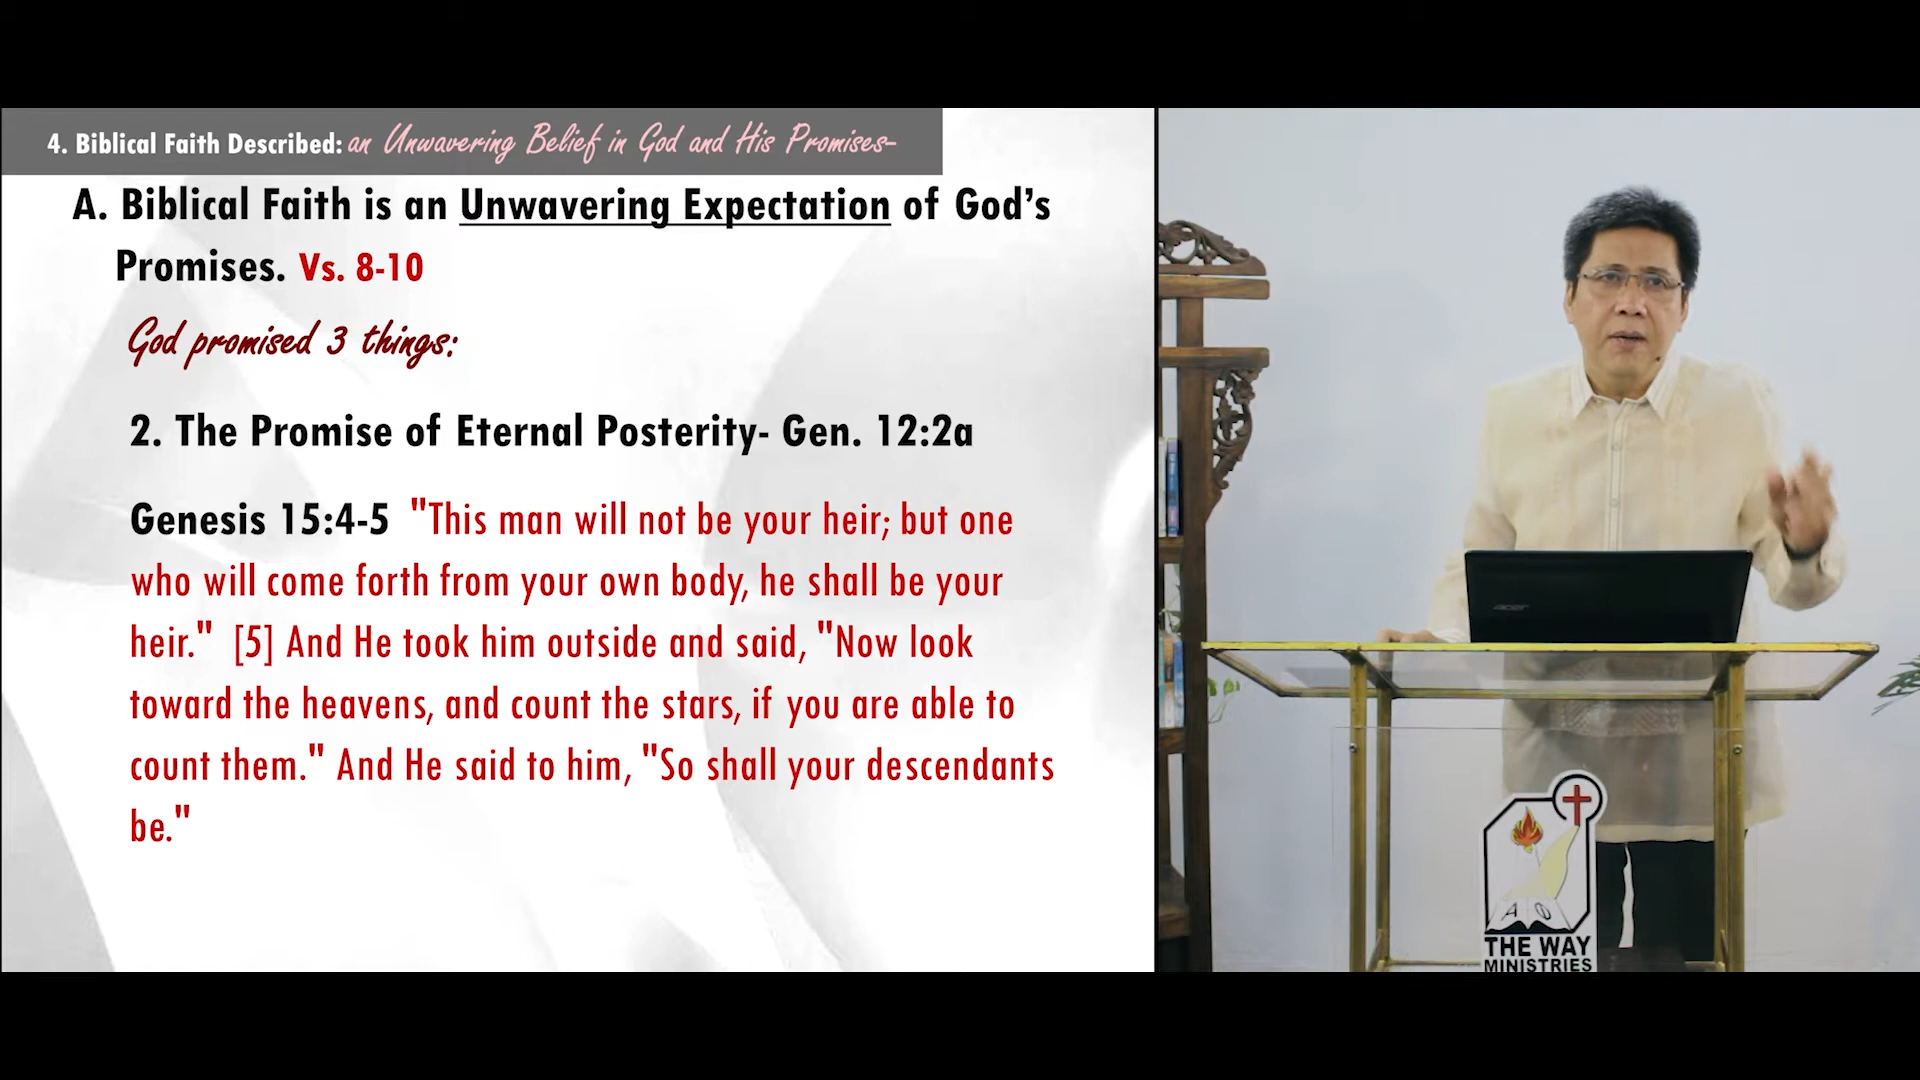 4. Biblical Faith Described: an Unwavering Belief in God and His Promises-
A. Biblical Faith is an Unwavering Expectation of God’s
Promises. Vs. 8-10
God promised 3 things:
2. The Promise of Eternal Posterity- Gen. 12:2a
Genesis 15:4-5 "This man will not be your heir; but one
who will come forth from your own body, he shall be your
heir." [5] And He took him outside and said, "Now look
toward the heavens, and count the stars, if you are able to
count them." And He said to him, "So shall your descendants
be."
acer
A
THE WAY
MINISTRIES